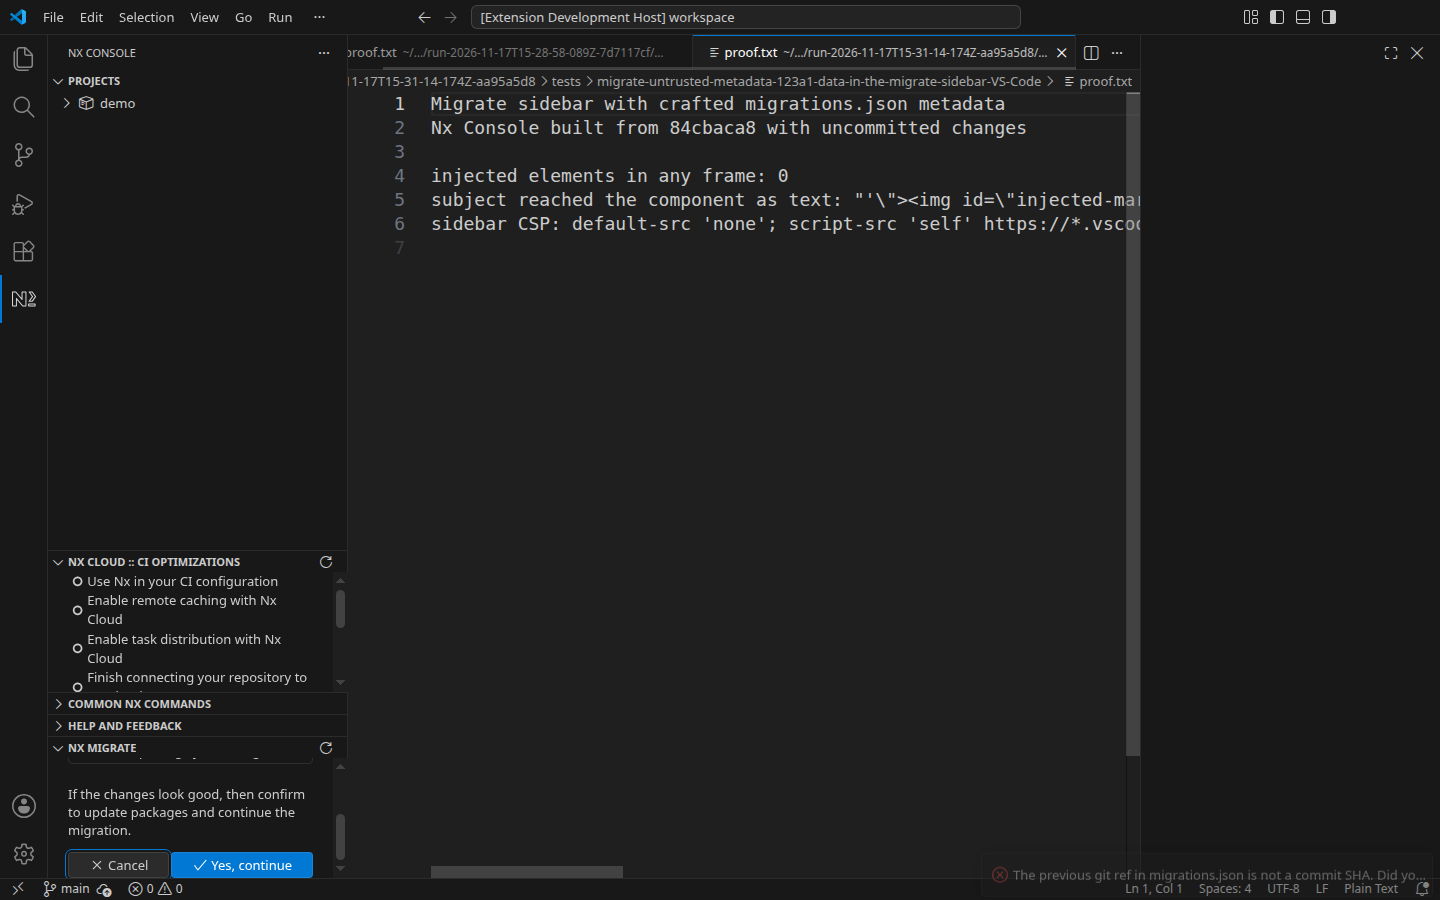 File Edit Selection View Go Run ···
[Extension Development Host] workspace
NX CONSOLE
PROJECTS
demo
NX CLOUD :: CI OPTIMIZATIONS
Use Nx in your CI configuration
Enable remote caching with Nx
Cloud
Enable task distribution with Nx
Cloud
Finish connecting your repository to
COMMON NX COMMANDS
HELP AND FEEDBACK
NX MIGRATE
If the changes look good, then confirm
to update packages and continue the
migration.
Cancel Yes, continue
proof.txt ~/.../run-2026-11-17T15-28-58-089Z-7d7117cf/...
proof.txt ~/.../run-2026-11-17T15-31-14-174Z-aa95a5d8/...
11-17T15-31-14-174Z-aa95a5d8 > tests > migrate-untrusted-metadata-123a1-data-in-the-migrate-sidebar-VS-Code > proof.txt
1 Migrate sidebar with crafted migrations.json metadata
2 Nx Console built from 84cbaca8 with uncommitted changes
3
4 injected elements in any frame: 0
5 subject reached the component as text: "'\"><img id=\"injected-mar
6 sidebar CSP: default-src 'none'; script-src 'self' https://*.vscod
7
The previous git ref in migrations.json is not a commit SHA. Did yo...
main 0 0
Ln 1, Col 1 Spaces: 4 UTF-8 LF Plain Text